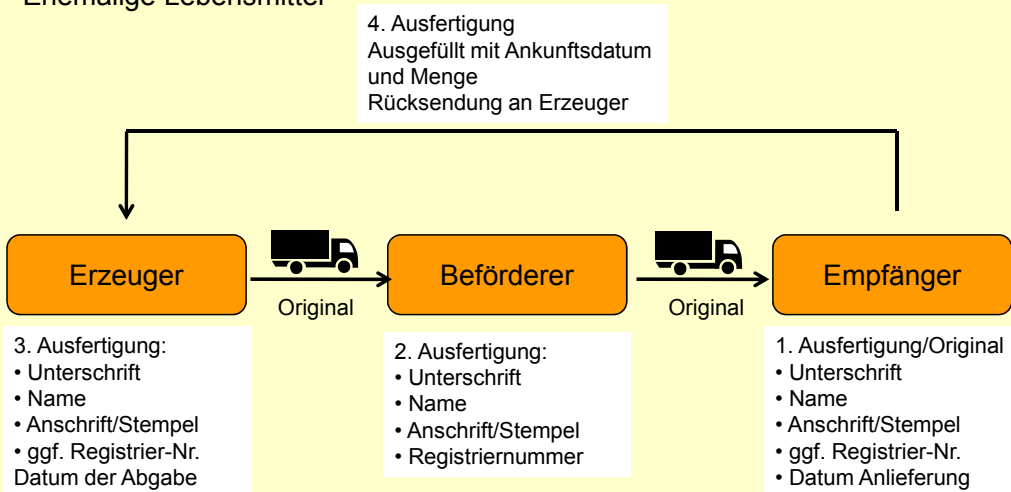 Ehemalige Lebensmittel
4. Ausfertigung
Ausgefüllt mit Ankunftsdatum
und Menge
Rücksendung an Erzeuger
Erzeuger
Original
Beförderer
Original
Empfänger
3. Ausfertigung:
• Unterschrift
• Name
• Anschrift/Stempel
• ggf. Registrier-Nr.
Datum der Abgabe
2. Ausfertigung:
• Unterschrift
• Name
• Anschrift/Stempel
• Registriernummer
1. Ausfertigung/Original
• Unterschrift
• Name
• Anschrift/Stempel
• ggf. Registrier-Nr.
• Datum Anlieferung